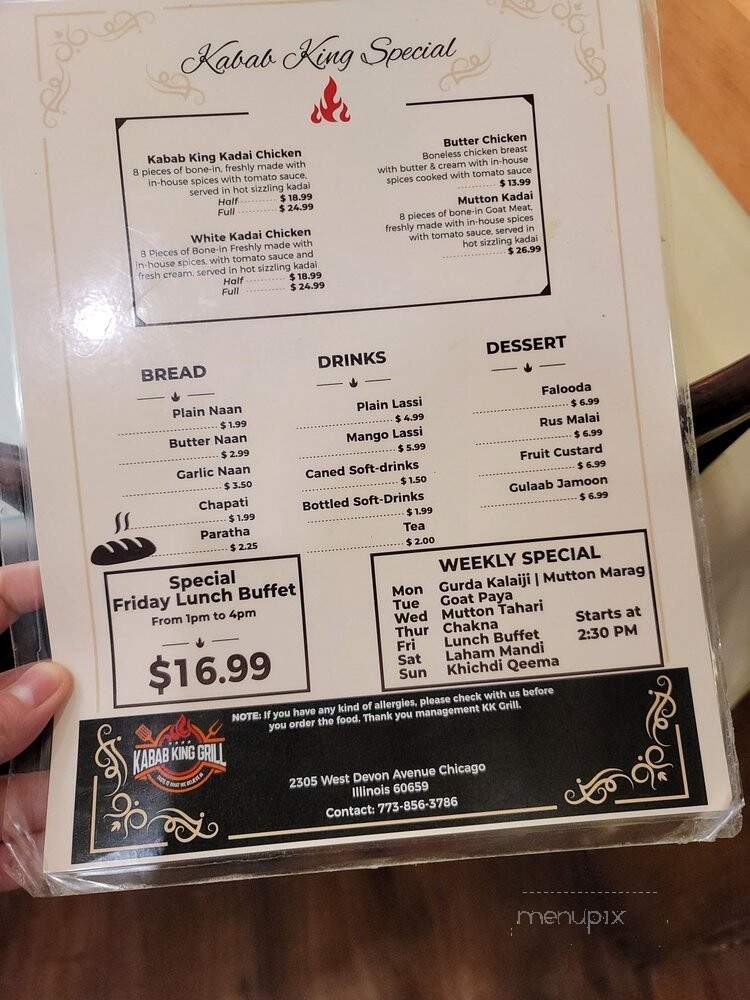 Kabab King Special
Kabab King Kadai Chicken
8 pieces of bone-in, freshly made with
in-house spices with tomato sauce,
served in hot sizzling kadai
Half $ 18.99
Full $ 24.99
White Kadai Chicken
8 Pieces of Bone-in Freshly made with
in-house spices, with tomato sauce and
fresh cream, served in hot sizzling kadai
Half $ 18.99
Full $ 24.99
Butter Chicken
Boneless chicken breast
with butter & cream with in-house
spices cooked with tomato sauce
$ 13.99
Mutton Kadai
8 pieces of bone-in Goat Meat,
freshly made with in-house spices
with tomato sauce, served in
hot sizzling kadai
$ 26.99
BREAD
Plain Naan
$ 1.99
Butter Naan
$ 2.99
Garlic Naan
$ 3.50
Chapati
$ 1.99
Paratha
$ 2.25
DRINKS
Plain Lassi
$ 4.99
Mango Lassi
$ 5.99
Caned Soft-drinks
$ 1.50
Bottled Soft-Drinks
$ 1.99
Tea
$ 2.00
DESSERT
Falooda
$ 6.99
Rus Malai
$ 6.99
Fruit Custard
$ 6.99
Gulaab Jamoon
$ 6.99
Special
Friday Lunch Buffet
From 1pm to 4pm
$16.99
WEEKLY SPECIAL
Mon Gurda Kalaiji | Mutton Marag
Tue Goat Paya
Wed Mutton Tahari
Thur Chakna
Fri Lunch Buffet
Sat Laham Mandi
Sun Khichdi Qeema
Starts at
2:30 PM
NOTE: If you have any kind of allergies, please check with us before
you order the food. Thank you management KK Grill.
KABAB KING GRILL
TASTE IS WHAT WE BELIEVE IN
2305 West Devon Avenue Chicago
Illinois 60659
Contact: 773-856-3786
menupix